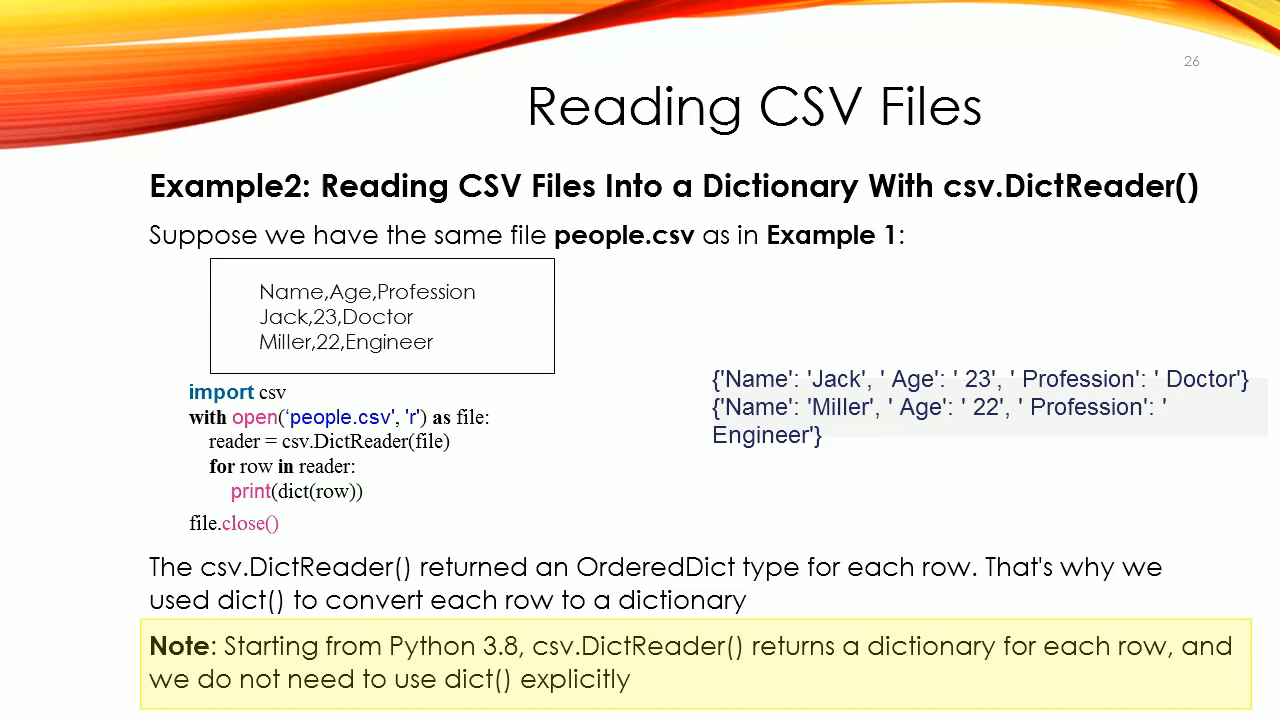 26
Reading CSV Files
Example2: Reading CSV Files Into a Dictionary With csv.DictReader()
Suppose we have the same file people.csv as in Example 1:
Name,Age,Profession
Jack,23,Doctor
Miller,22,Engineer
import csv
with open(‘people.csv', 'r') as file:
reader = csv.DictReader(file)
for row in reader:
print(dict(row))
file.close()
{'Name': 'Jack', ' Age': ' 23', ' Profession': ' Doctor'}
{'Name': 'Miller', ' Age': ' 22', ' Profession': '
Engineer'}
The csv.DictReader() returned an OrderedDict type for each row. That's why we
used dict() to convert each row to a dictionary
Note: Starting from Python 3.8, csv.DictReader() returns a dictionary for each row, and
we do not need to use dict() explicitly